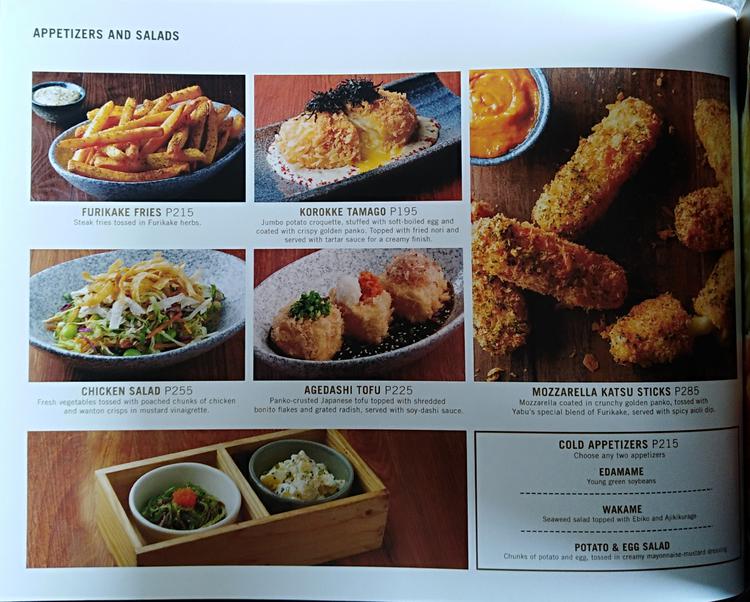 APPETIZERS AND SALADS
FURIKAKE FRIES P215
Steak fries tossed in Furikake herbs.
KOROKKE TAMAGO P195
Jumbo potato croquette, stuffed with soft-boiled egg and
coated with crispy golden panko. Topped with fried nori and
served with tartar sauce for a creamy finish.
CHICKEN SALAD P255
Fresh vegetables tossed with poached chunks of chicken
and wanton crisps in mustard vinaigrette.
AGEDASHI TOFU P225
Panko-crusted Japanese tofu topped with shredded
bonito flakes and grated radish, served with soy-dashi sauce.
MOZZARELLA KATSU STICKS P285
Mozzarella coated in crunchy golden panko, tossed with
Yabu's special blend of Furikake, served with spicy aioli dip.
COLD APPETIZERS P215
Choose any two appetizers
EDAMAME
Young green soybeans
WAKAME
Seaweed salad topped with Ebiko and Ajikikurage
POTATO & EGG SALAD
Chunks of potato and egg, tossed in creamy mayonnaise-mustard dressing